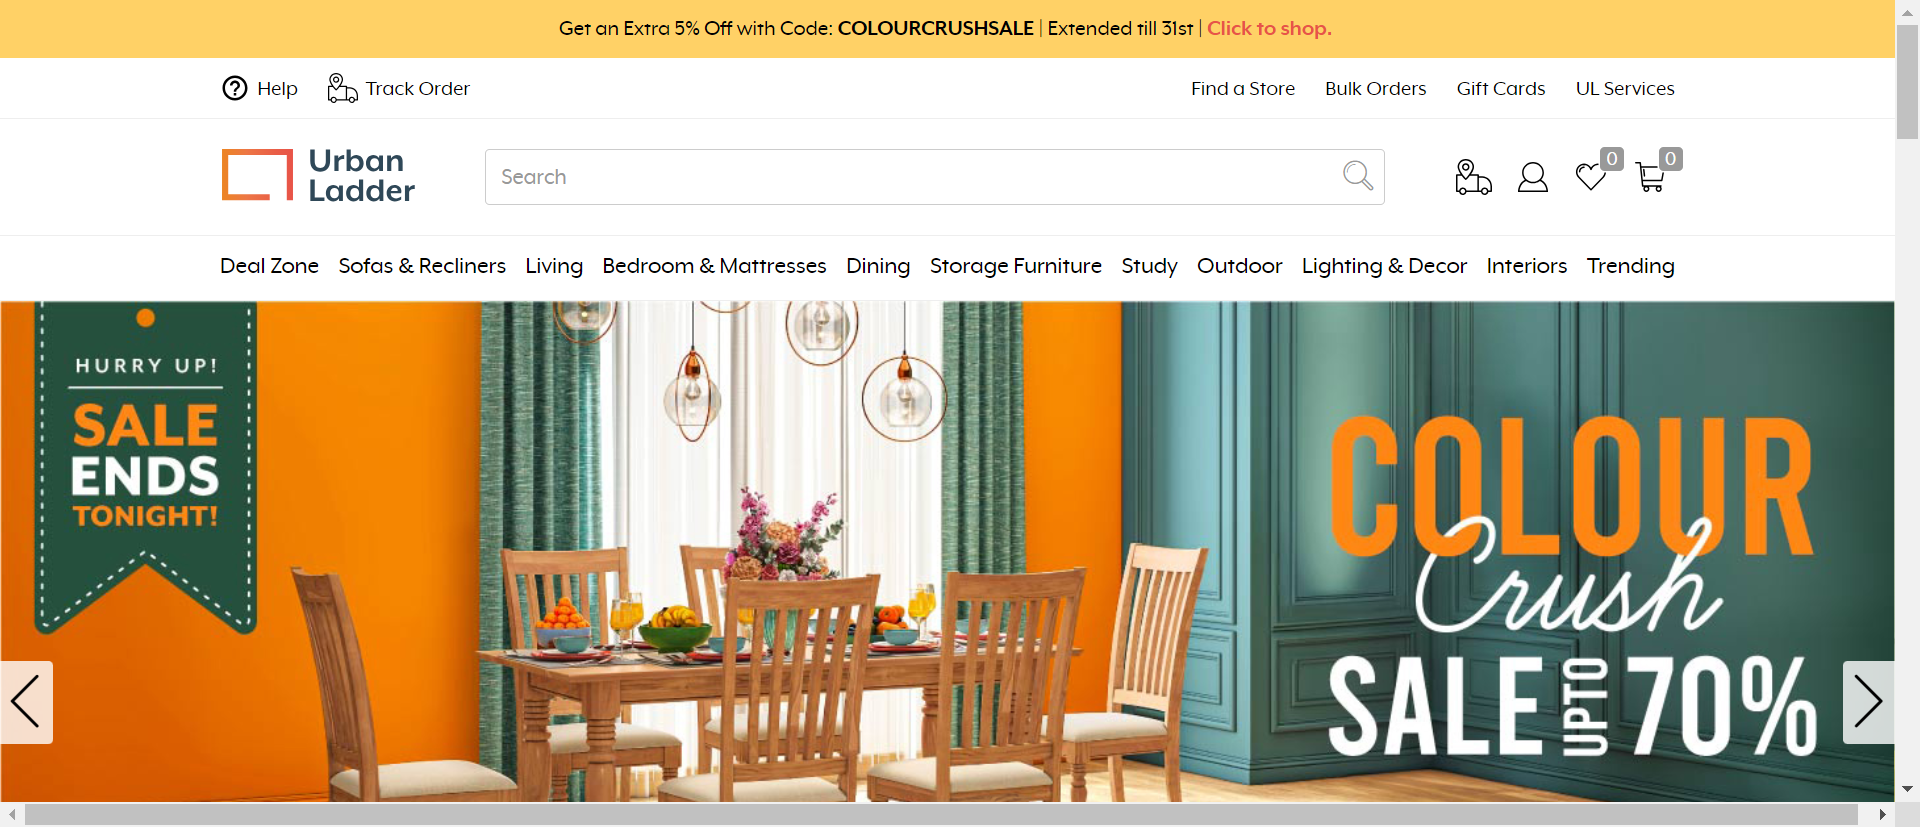 Get an Extra 5% Off with Code: COLOURCRUSHSALE | Extended till 31st | Click to shop.
Help Track Order Find a Store Bulk Orders Gift Cards UL Services
Urban
Ladder
Search
0 0
Deal Zone Sofas & Recliners Living Bedroom & Mattresses Dining Storage Furniture Study Outdoor Lighting & Decor Interiors Trending
HURRY UP!
SALE
ENDS
TONIGHT!
COLOUR
Crush
SALE UPTO 70%